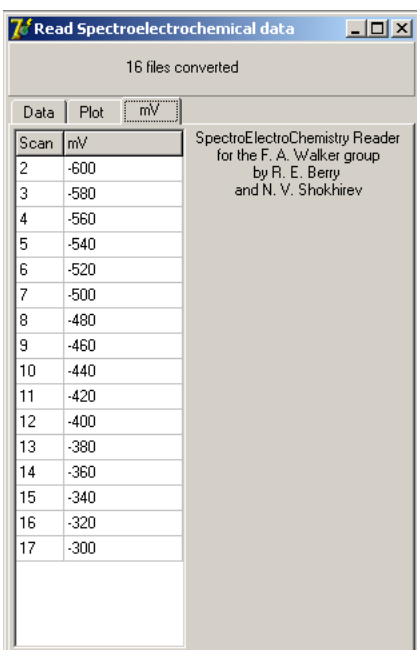 Read Spectroelectrochemical data
16 files converted
Data Plot mV
Scan mV
2 -600
3 -580
4 -560
5 -540
6 -520
7 -500
8 -480
9 -460
10 -440
11 -420
12 -400
13 -380
14 -360
15 -340
16 -320
17 -300
SpectroElectroChemistry Reader
for the F. A. Walker group
by R. E. Berry
and N. V. Shokhirev